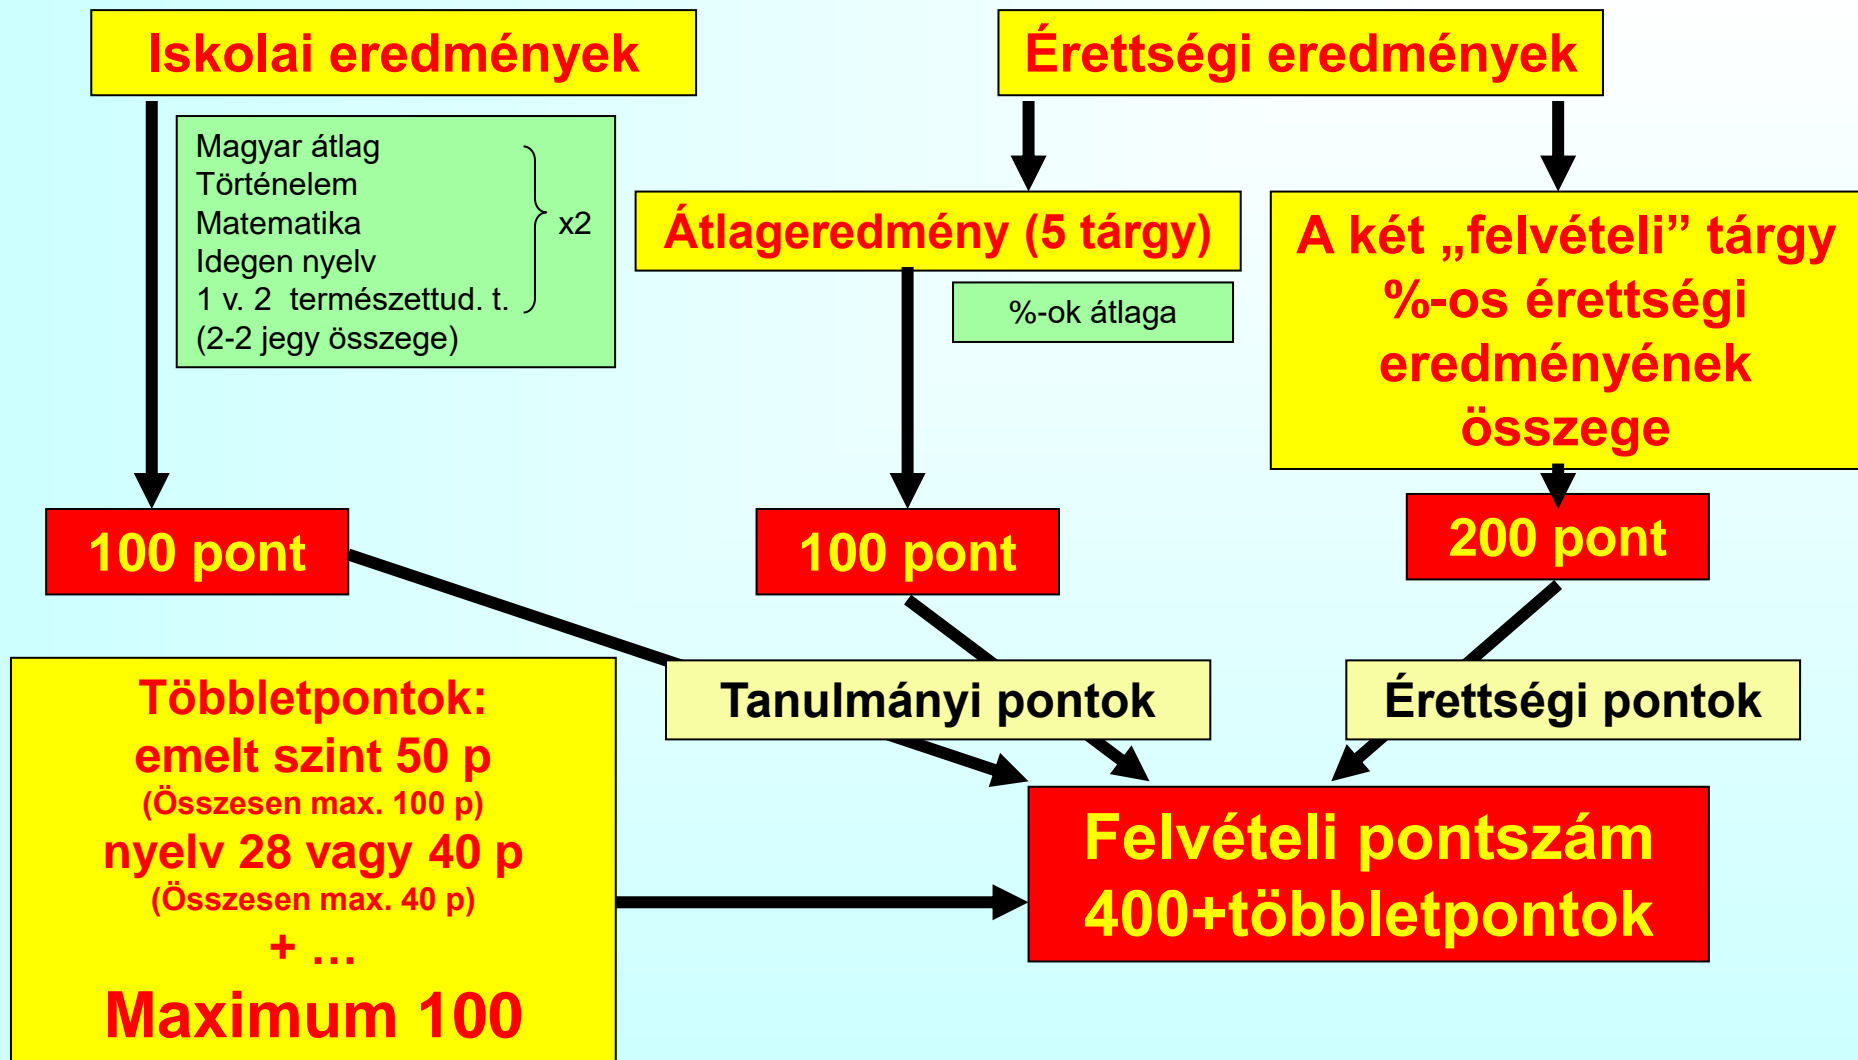 Iskolai eredmények
Érettségi eredmények
Magyar átlag
Történelem
Matematika
Idegen nyelv
1 v. 2 természettud. t.
(2-2 jegy összege)
x2
Átlageredmény (5 tárgy)
%-ok átlaga
A két „felvételi” tárgy
%-os érettségi
eredményének
összege
100 pont
100 pont
200 pont
Tanulmányi pontok
Érettségi pontok
Többletpontok:
emelt szint 50 p
(Összesen max. 100 p)
nyelv 28 vagy 40 p
(Összesen max. 40 p)
+ …
Maximum 100
Felvételi pontszám
400+többletpontok